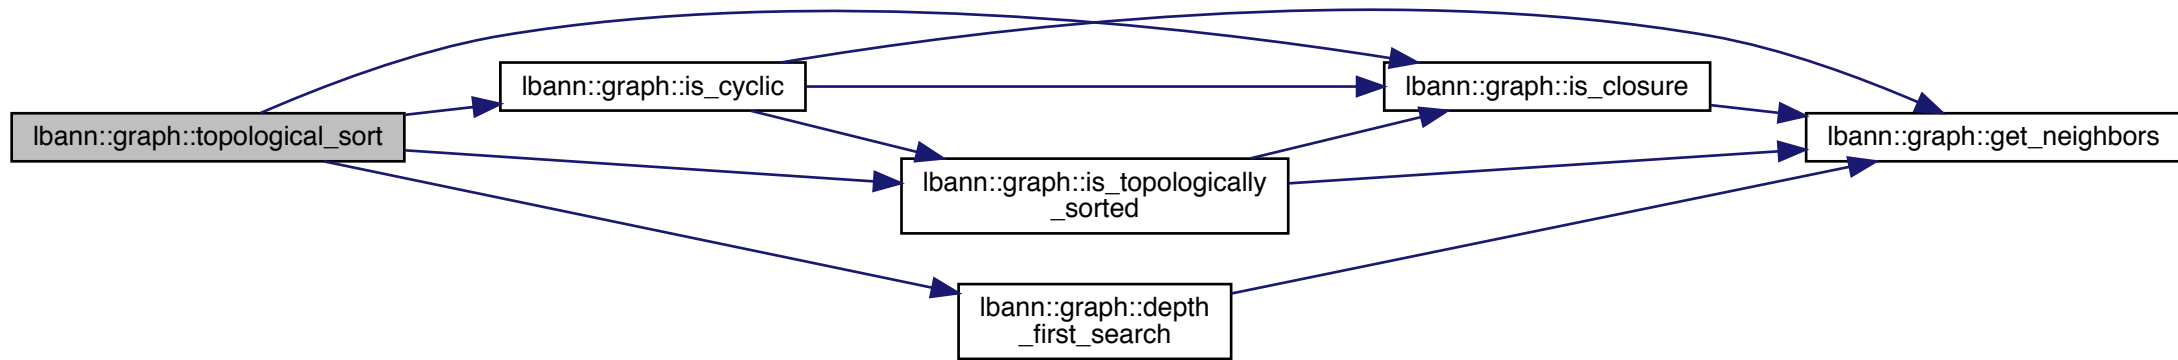 lbann::graph::topological_sort
lbann::graph::is_cyclic
lbann::graph::is_topologically
_sorted
lbann::graph::depth
_first_search
lbann::graph::is_closure
lbann::graph::get_neighbors